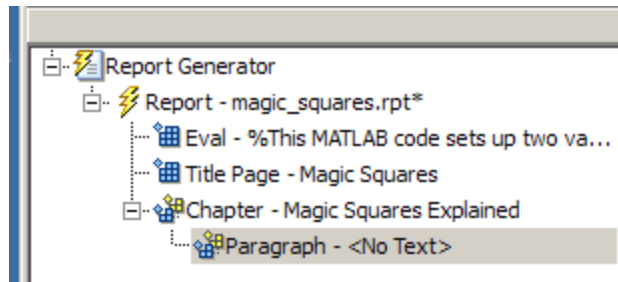 Report Generator
Report - magic_squares.rpt*
Eval - %This MATLAB code sets up two va...
Title Page - Magic Squares
Chapter - Magic Squares Explained
Paragraph - <No Text>